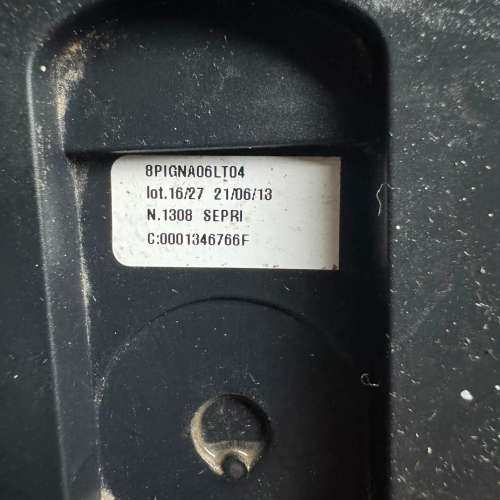 8PIGNA06LT04
lot.16/27 21/06/13
N.1308 SEPRI
C:0001346766F